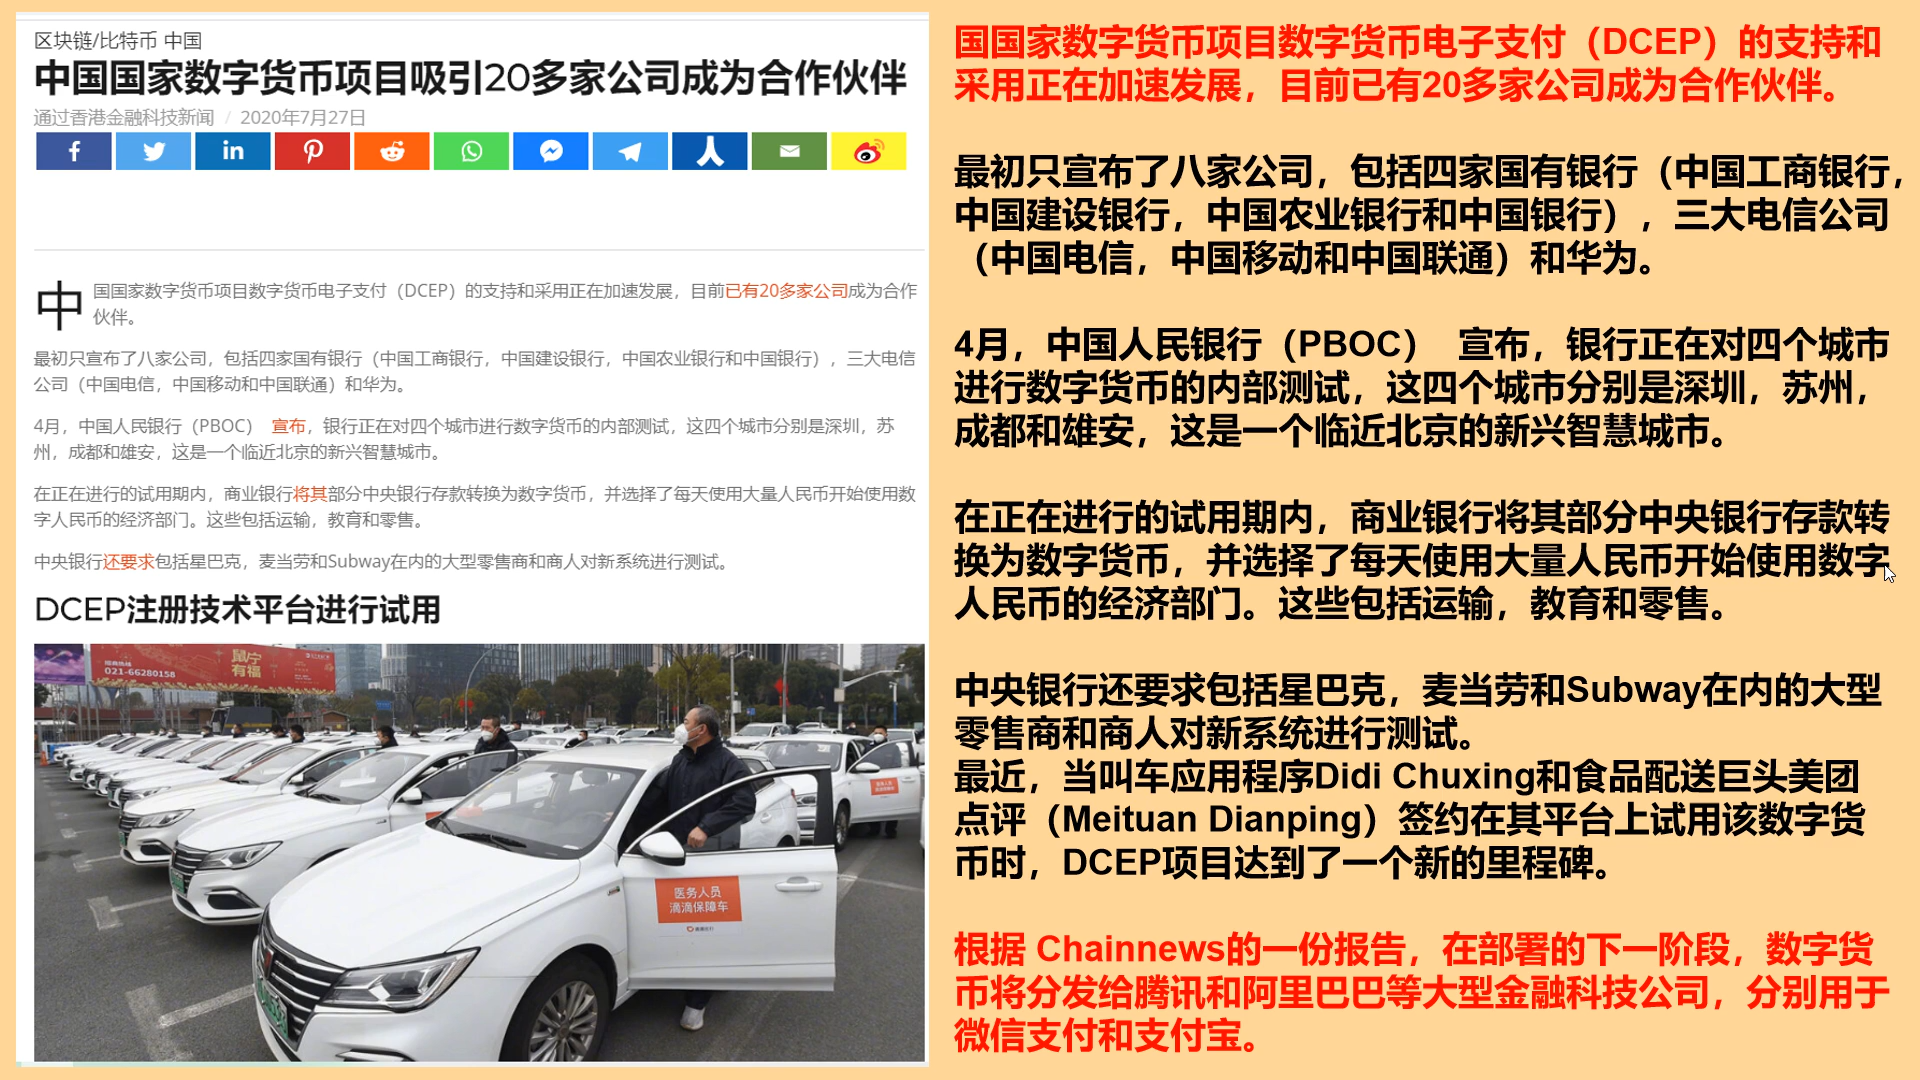 区块链/比特币 中国
中国国家数字货币项目吸引20多家公司成为合作伙伴
通过香港金融科技新闻 / 2020年7月27日
中国国家数字货币项目数字货币电子支付（DCEP）的支持和采用正在加速发展，目前已有20多家公司成为合作
伙伴。
最初只宣布了八家公司，包括四家国有银行（中国工商银行，中国建设银行，中国农业银行和中国银行），三大电信
公司（中国电信，中国移动和中国联通）和华为。
4月，中国人民银行（PBOC） 宣布，银行正在对四个城市进行数字货币的内部测试，这四个城市分别是深圳，苏
州，成都和雄安，这是一个临近北京的新兴智慧城市。
在正在进行的试用期内，商业银行将其部分中央银行存款转换为数字货币，并选择了每天使用大量人民币开始使用数
字人民币的经济部门。这些包括运输，教育和零售。
中央银行还要求包括星巴克，麦当劳和Subway在内的大型零售商和商人对新系统进行测试。
DCEP注册技术平台进行试用
021-66280158
鼠宁
有福
医务人员
滴滴保障车
国国家数字货币项目数字货币电子支付（DCEP）的支持和
采用正在加速发展，目前已有20多家公司成为合作伙伴。
最初只宣布了八家公司，包括四家国有银行（中国工商银行，
中国建设银行，中国农业银行和中国银行），三大电信公司
（中国电信，中国移动和中国联通）和华为。
4月，中国人民银行（PBOC） 宣布，银行正在对四个城市
进行数字货币的内部测试，这四个城市分别是深圳，苏州，
成都和雄安，这是一个临近北京的新兴智慧城市。
在正在进行的试用期内，商业银行将其部分中央银行存款转
换为数字货币，并选择了每天使用大量人民币开始使用数字
人民币的经济部门。这些包括运输，教育和零售。
中央银行还要求包括星巴克，麦当劳和Subway在内的大型
零售商和商人对新系统进行测试。
最近，当叫车应用程序Didi Chuxing和食品配送巨头美团
点评（Meituan Dianping）签约在其平台上试用该数字货
币时，DCEP项目达到了一个新的里程碑。
根据 Chainnews的一份报告，在部署的下一阶段，数字货
币将分发给腾讯和阿里巴巴等大型金融科技公司，分别用于
微信支付和支付宝。